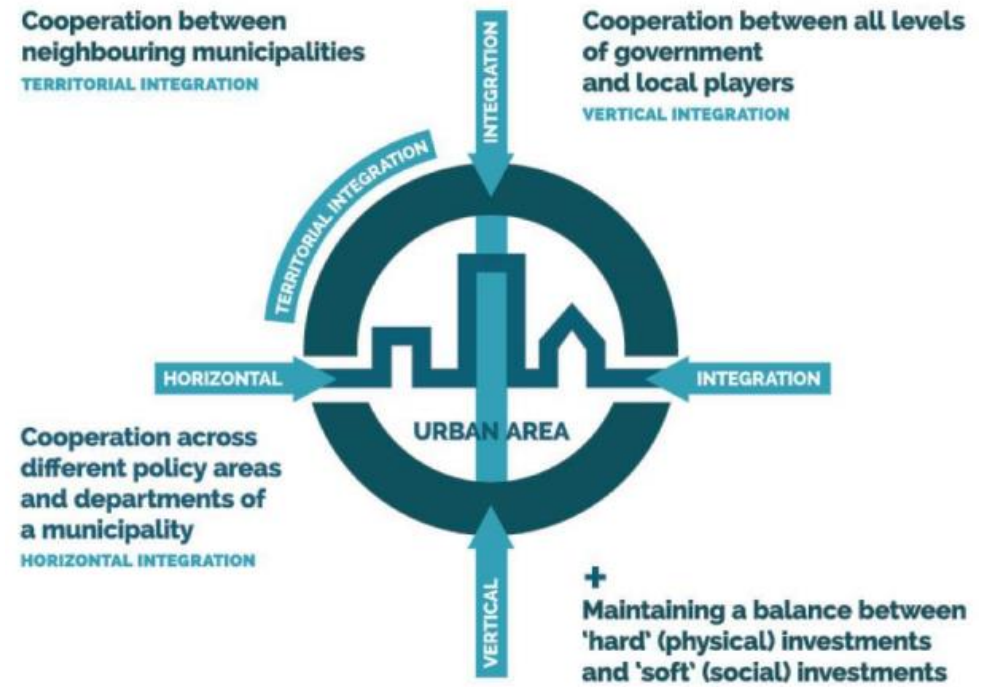 Cooperation between
neighbouring municipalities
TERRITORIAL INTEGRATION
Cooperation between all levels
of government
and local players
VERTICAL INTEGRATION
INTEGRATION
TERRITORIAL INTEGRATION
HORIZONTAL
INTEGRATION
URBAN AREA
Cooperation across
different policy areas
and departments of
a municipality
HORIZONTAL INTEGRATION
VERTICAL
+
Maintaining a balance between
‘hard’ (physical) investments
and ‘soft’ (social) investments